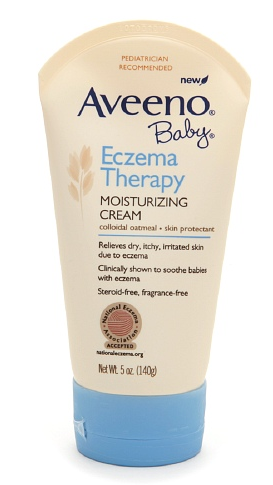 PEDIATRICIAN
RECOMMENDED
new
Aveeno®
Baby®
Eczema
Therapy
MOISTURIZING
CREAM
colloidal oatmeal • skin protectant
Relieves dry, itchy, irritated skin
due to eczema
Clinically shown to soothe babies
with eczema
Steroid-free, fragrance-free
National Eczema
Association
ACCEPTED
nationaleczema.org
Net Wt. 5 oz. (140g)